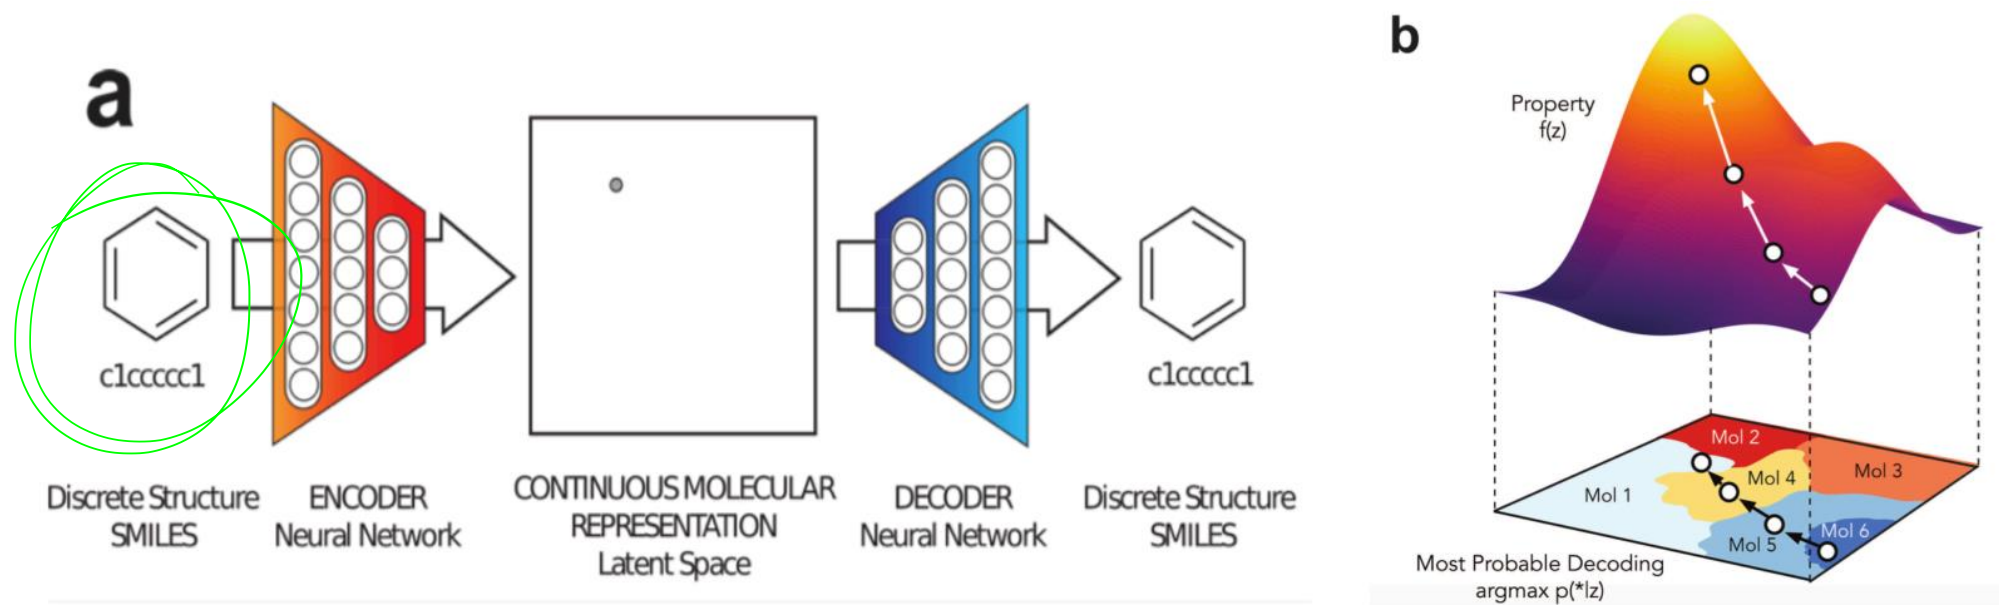 a
c1ccccc1
Discrete Structure
SMILES
ENCODER
Neural Network
CONTINUOUS MOLECULAR
REPRESENTATION
Latent Space
DECODER
Neural Network
c1ccccc1
Discrete Structure
SMILES
b
Property
f(z)
Mol 2
Mol 3
Mol 4
Mol 1
Mol 6
Mol 5
Most Probable Decoding
argmax p(*|z)